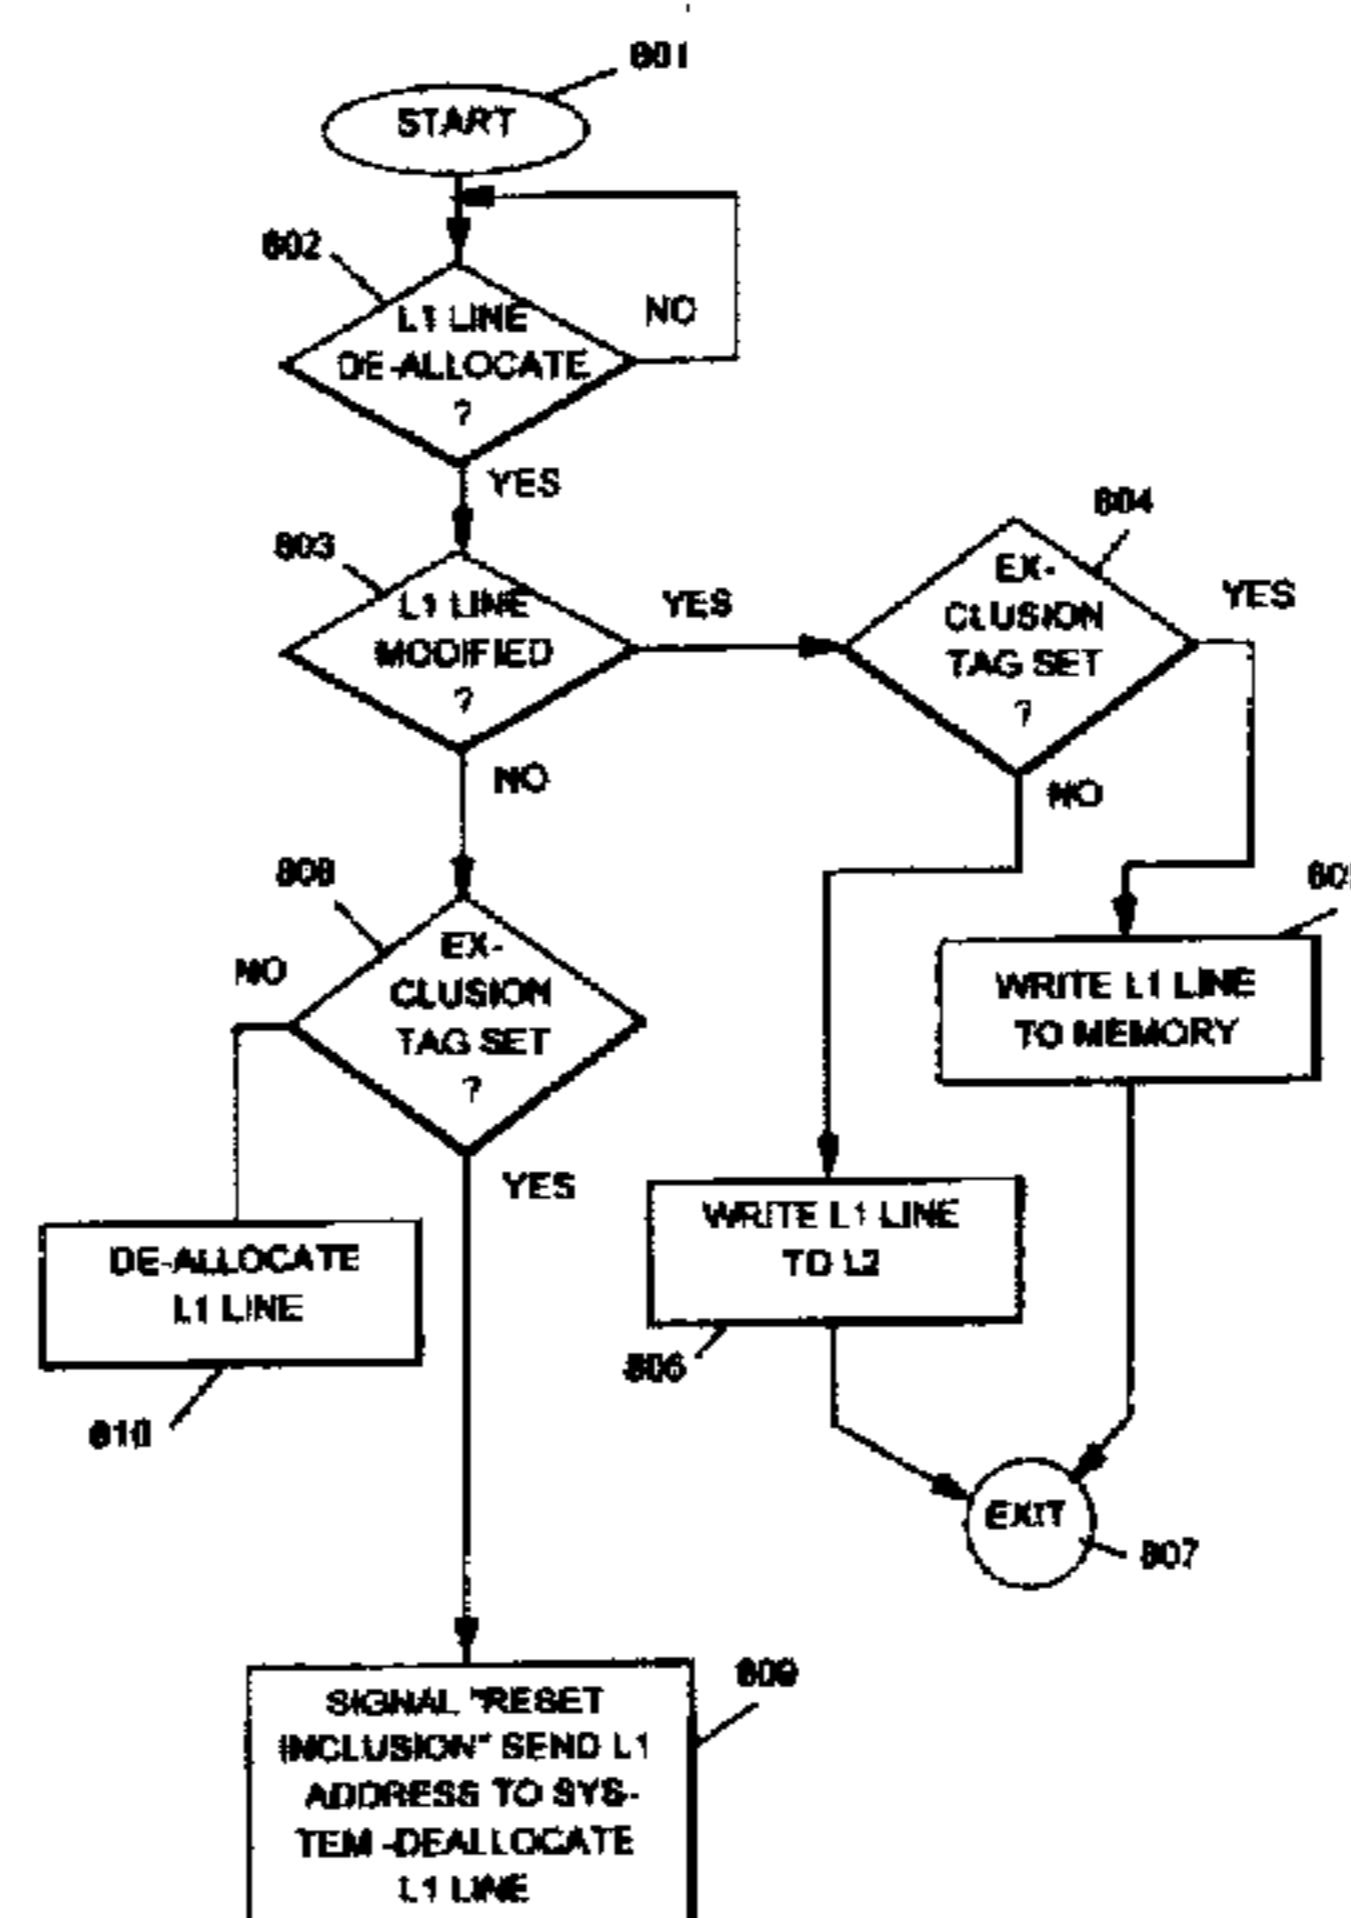 801
START
802
L1 LINE
DE-ALLOCATE
?
NO
YES
803
L1 LINE
MODIFIED
?
YES
NO
804
EX-
CLUSION
TAG SET
?
YES
NO
808
EX-
CLUSION
TAG SET
?
NO
YES
WRITE L1 LINE
TO MEMORY
WRITE L1 LINE
TO L2
806
DE-ALLOCATE
L1 LINE
810
EXIT
807
809
SIGNAL "RESET
INCLUSION" SEND L1
ADDRESS TO SYS-
TEM -DEALLOCATE
L1 LINE